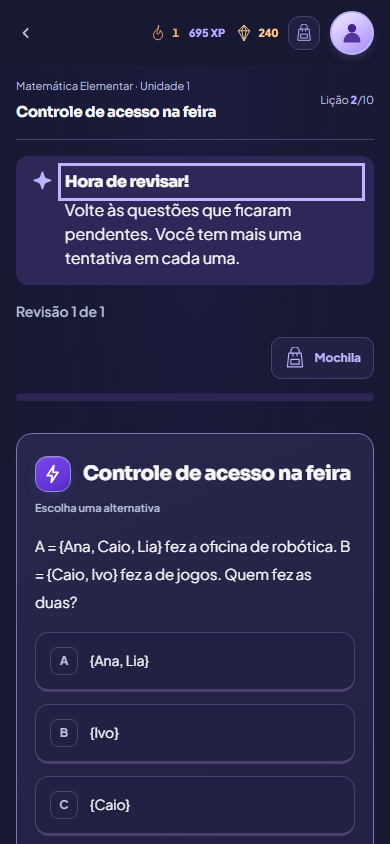 1 695 XP 240
Matemática Elementar · Unidade 1
Controle de acesso na feira
Lição 2/10
Hora de revisar!
Volte às questões que ficaram
pendentes. Você tem mais uma
tentativa em cada uma.
Revisão 1 de 1
Mochila
Controle de acesso na feira
Escolha uma alternativa
A = {Ana, Caio, Lia} fez a oficina de robótica. B
= {Caio, Ivo} fez a de jogos. Quem fez as
duas?
A {Ana, Lia}
B {Ivo}
C {Caio}